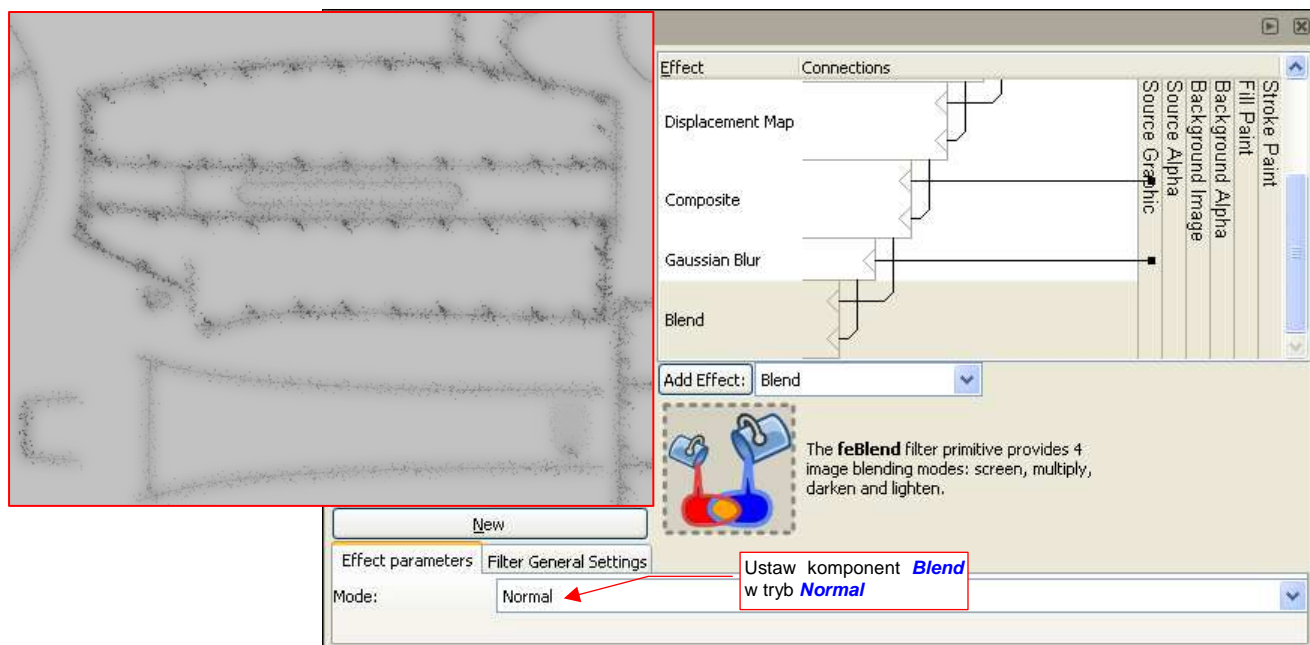 Effect Connections
Displacement Map
Composite
Gaussian Blur
Blend
Source Graphic
Source Alpha
Background Image
Background Alpha
Fill Paint
Stroke Paint
Add Effect: Blend
The feBlend filter primitive provides 4
image blending modes: screen, multiply,
darken and lighten.
New
Effect parameters Filter General Settings
Mode: Normal
Ustaw komponent Blend
w tryb Normal